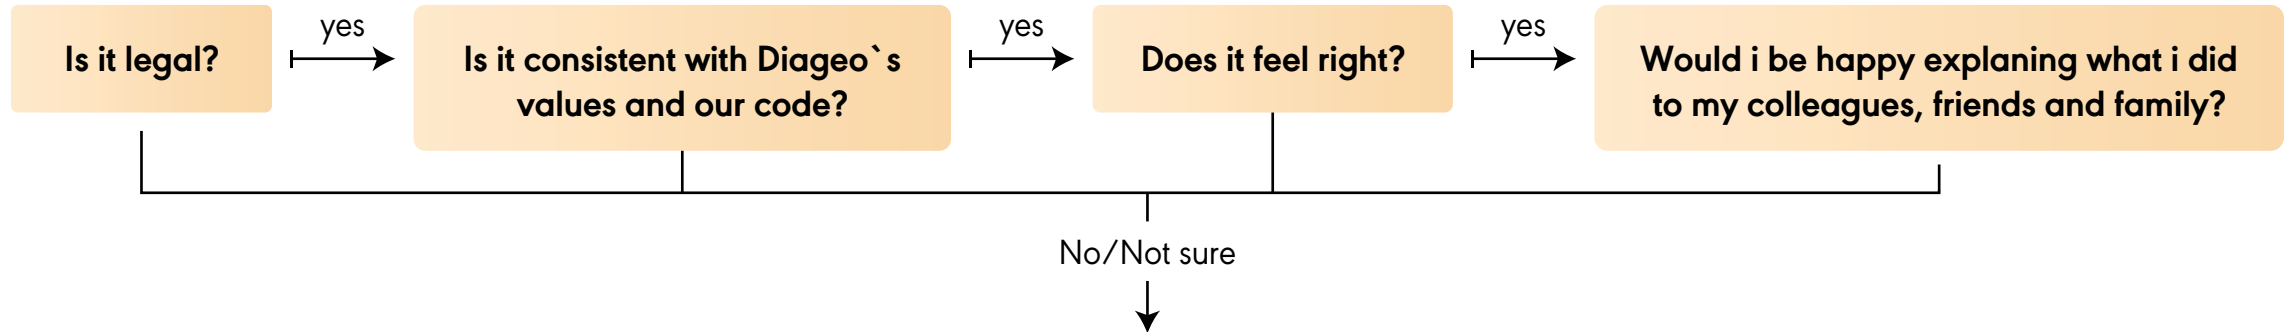 Is it legal?
yes
Is it consistent with Diageo`s
values and our code?
yes
Does it feel right?
yes
Would i be happy explaning what i did
to my colleagues, friends and family?
No/Not sure